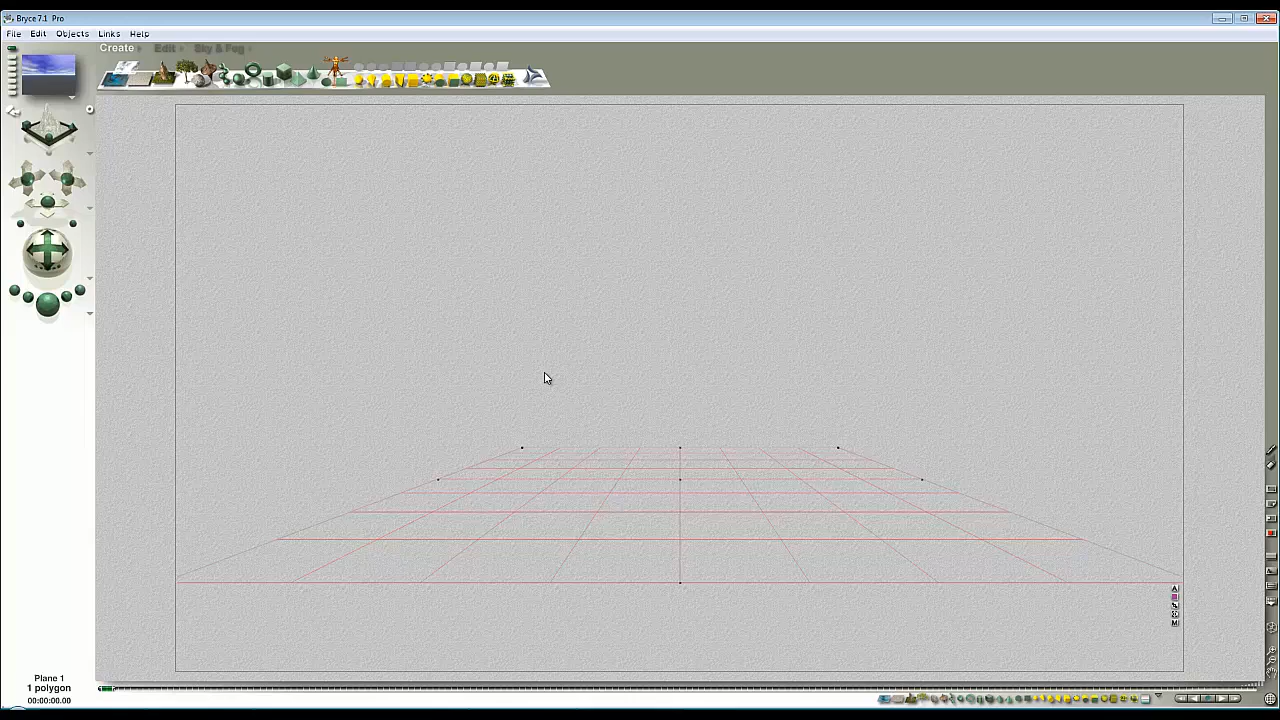 Bryce 7.1 Pro
File Edit Objects Links Help
Create Edit Sky & Fog
A
M
Plane 1
1 polygon
00:00:00.00